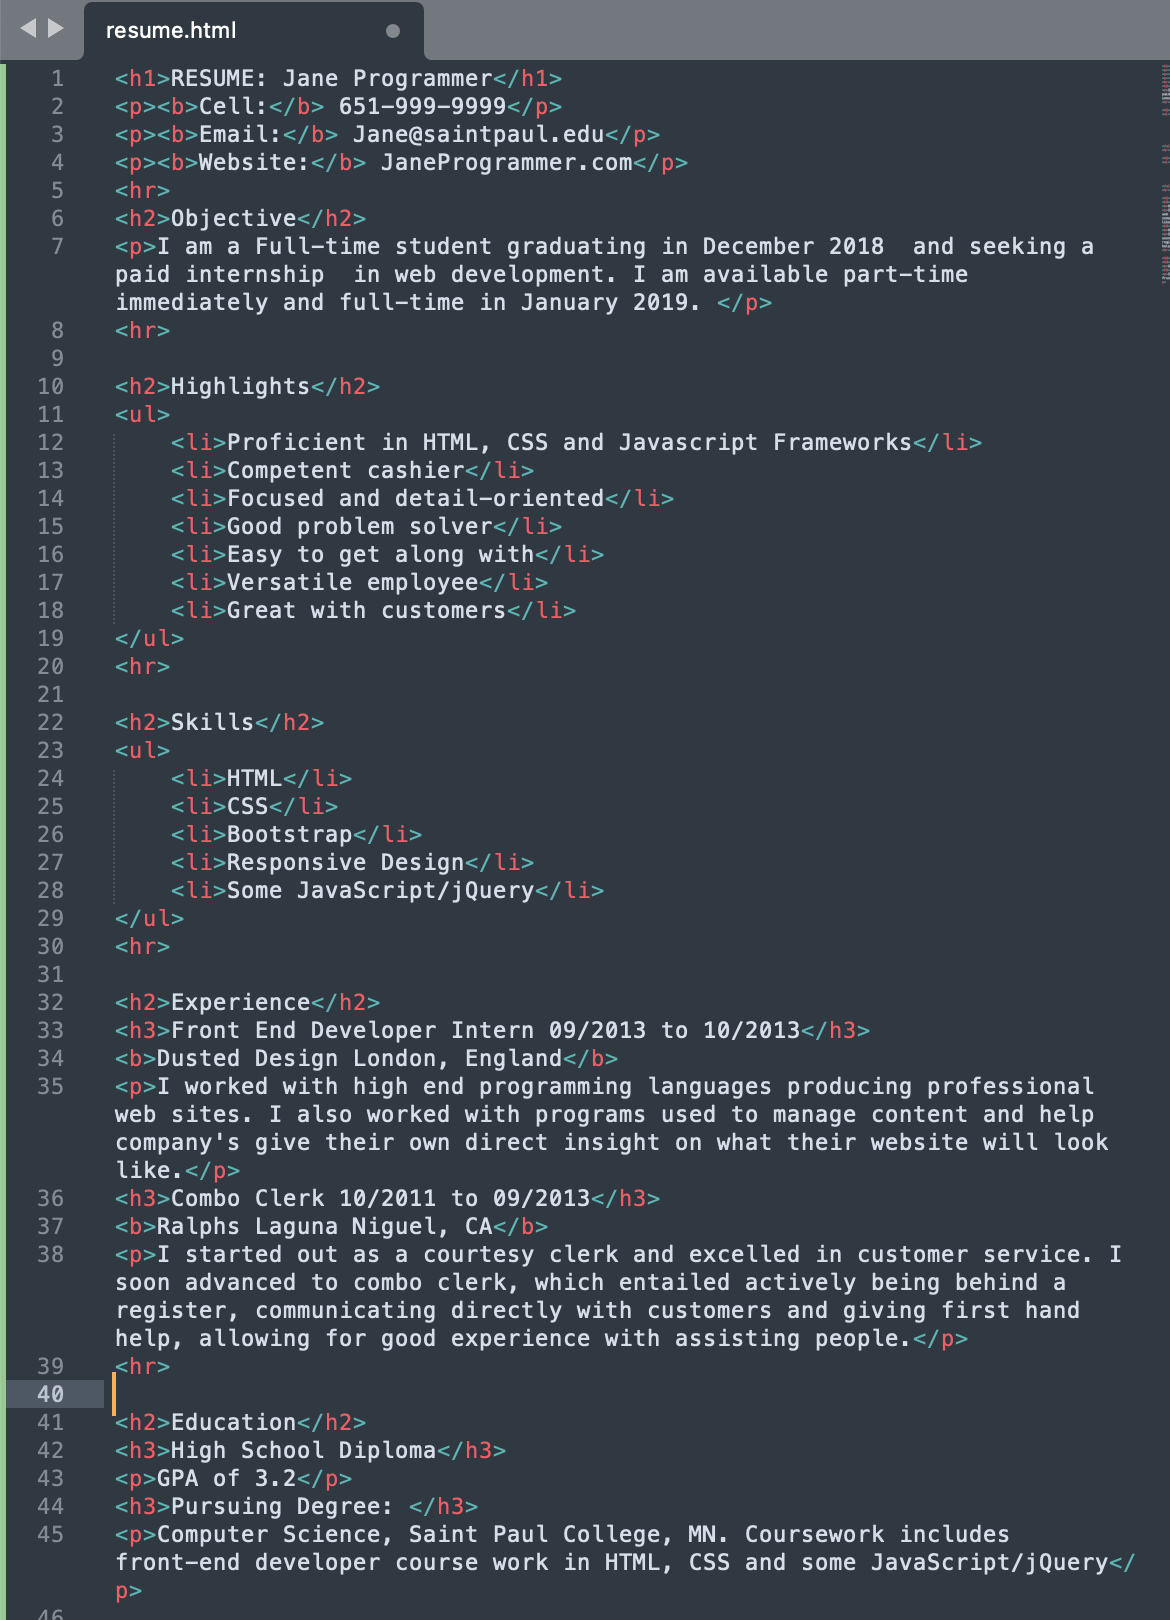 resume.html
1 <h1>RESUME: Jane Programmer</h1>
2 <p><b>Cell:</b> 651-999-9999</p>
3 <p><b>Email:</b> Jane@saintpaul.edu</p>
4 <p><b>Website:</b> JaneProgrammer.com</p>
5 <hr>
6 <h2>Objective</h2>
7 <p>I am a Full-time student graduating in December 2018  and seeking a
paid internship  in web development. I am available part-time
immediately and full-time in January 2019. </p>
8 <hr>
9
10 <h2>Highlights</h2>
11 <ul>
12 <li>Proficient in HTML, CSS and Javascript Frameworks</li>
13 <li>Competent cashier</li>
14 <li>Focused and detail-oriented</li>
15 <li>Good problem solver</li>
16 <li>Easy to get along with</li>
17 <li>Versatile employee</li>
18 <li>Great with customers</li>
19 </ul>
20 <hr>
21
22 <h2>Skills</h2>
23 <ul>
24 <li>HTML</li>
25 <li>CSS</li>
26 <li>Bootstrap</li>
27 <li>Responsive Design</li>
28 <li>Some JavaScript/jQuery</li>
29 </ul>
30 <hr>
31
32 <h2>Experience</h2>
33 <h3>Front End Developer Intern 09/2013 to 10/2013</h3>
34 <b>Dusted Design London, England</b>
35 <p>I worked with high end programming languages producing professional
web sites. I also worked with programs used to manage content and help
company's give their own direct insight on what their website will look
like.</p>
36 <h3>Combo Clerk 10/2011 to 09/2013</h3>
37 <b>Ralphs Laguna Niguel, CA</b>
38 <p>I started out as a courtesy clerk and excelled in customer service. I
soon advanced to combo clerk, which entailed actively being behind a
register, communicating directly with customers and giving first hand
help, allowing for good experience with assisting people.</p>
39 <hr>
40
41 <h2>Education</h2>
42 <h3>High School Diploma</h3>
43 <p>GPA of 3.2</p>
44 <h3>Pursuing Degree: </h3>
45 <p>Computer Science, Saint Paul College, MN. Coursework includes
front-end developer course work in HTML, CSS and some JavaScript/jQuery</
p>
46